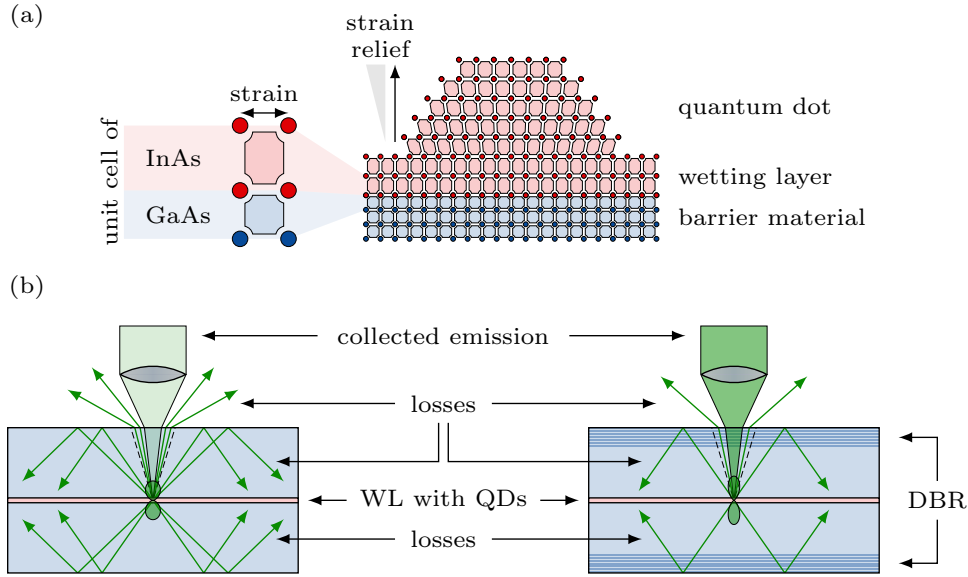 (a)
strain
relief
strain
quantum dot
unit cell of
InAs
wetting layer
GaAs
barrier material
(b)
collected emission
losses
WL with QDs
DBR
losses